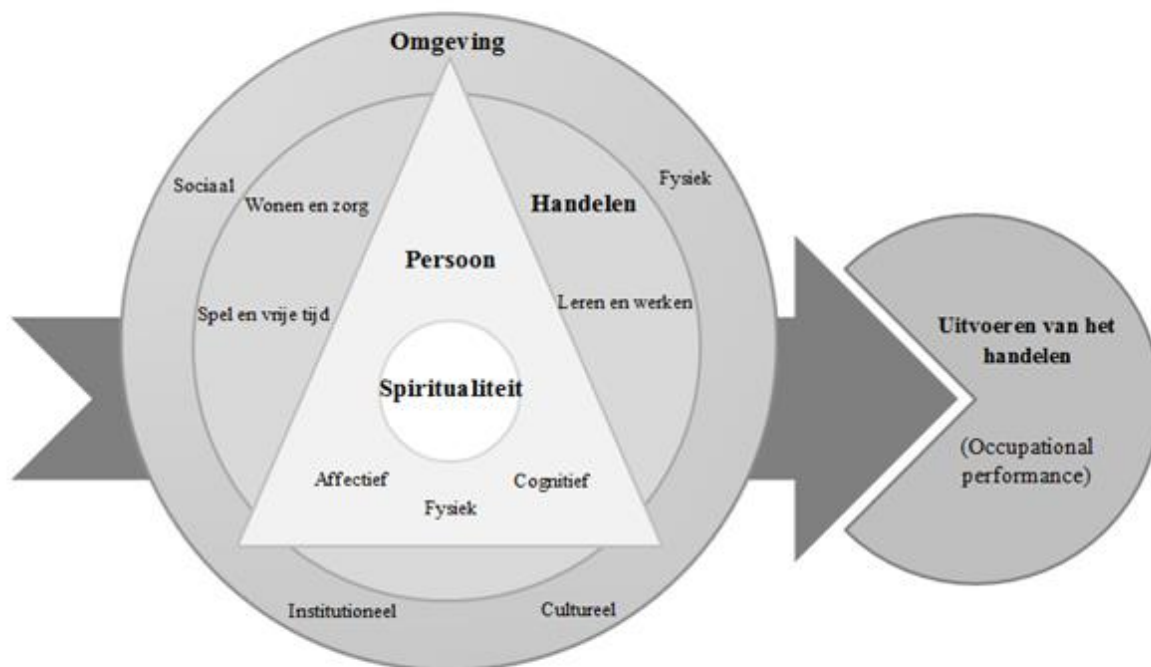 Omgeving
Sociaal
Fysiek
Wonen en zorg
Handelen
Persoon
Spel en vrije tijd
Leren en werken
Spiritualiteit
Affectief
Cognitief
Fysiek
Institutioneel
Cultureel
Uitvoeren van het
handelen
(Occupational
performance)